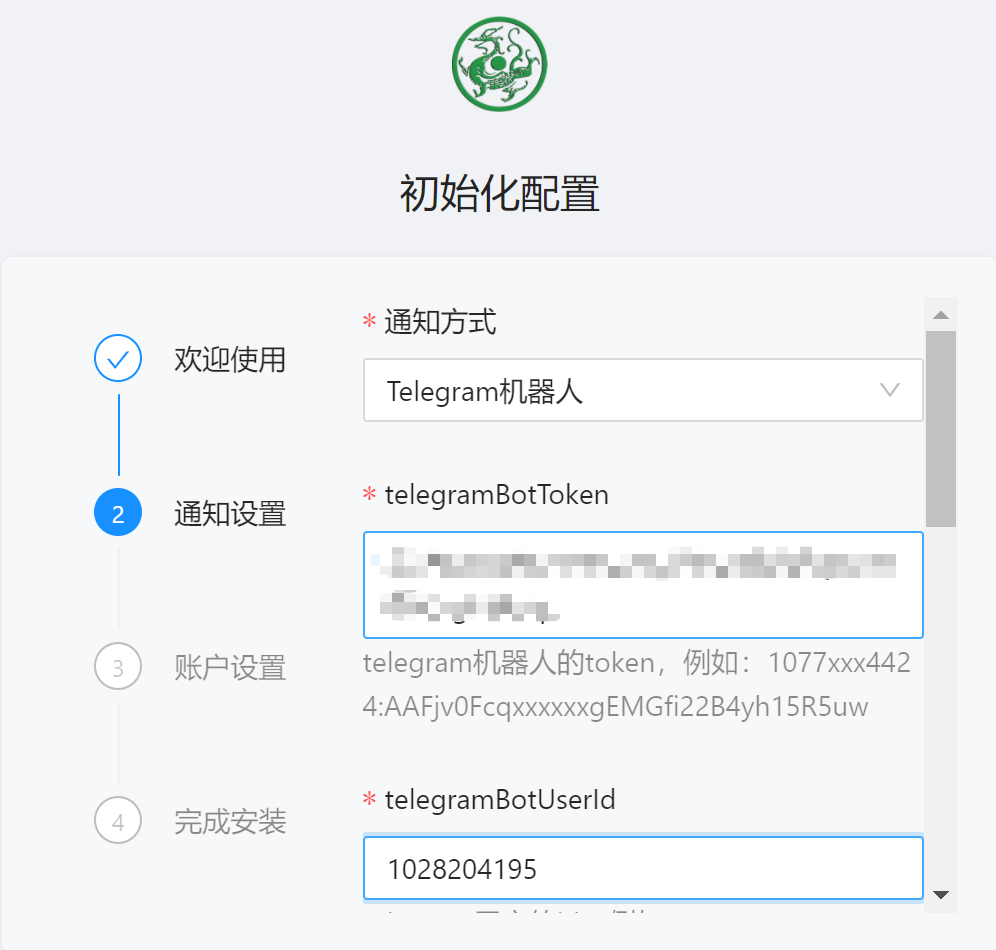 初始化配置
欢迎使用
2
通知设置
3
账户设置
4
完成安装
* 通知方式
Telegram机器人
* telegramBotToken
telegram机器人的token，例如：1077xxx442
4:AAFjv0FcqxxxxxxgEMGfi22B4yh15R5uw
* telegramBotUserId
1028204195